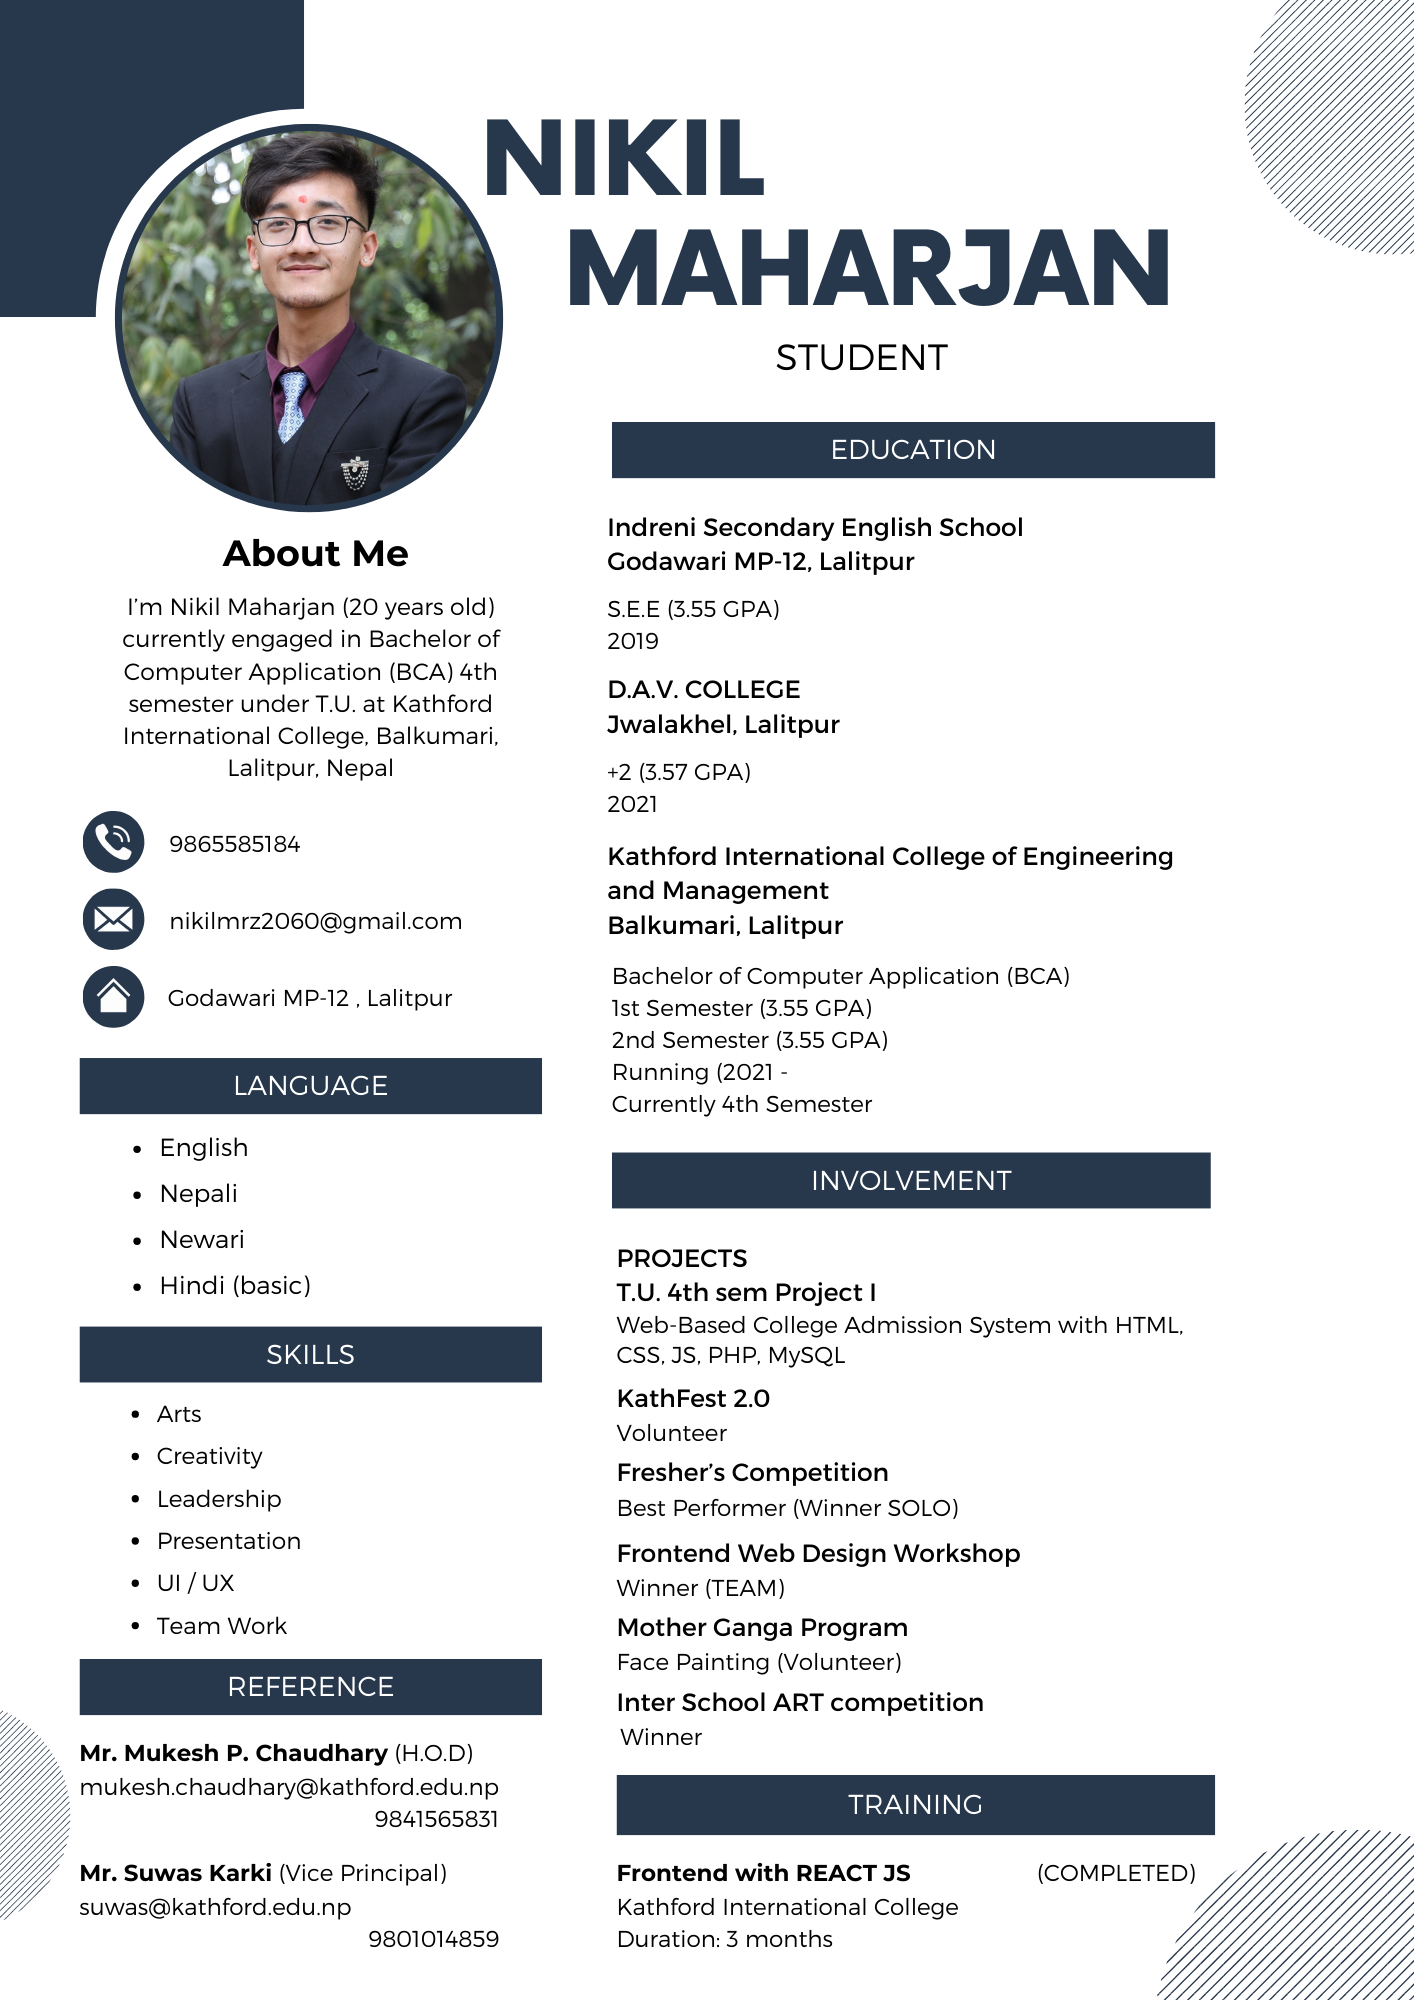 NIKIL
MAHARJAN
STUDENT
About Me
I’m Nikil Maharjan (20 years old)
currently engaged in Bachelor of
Computer Application (BCA) 4th
semester under T.U. at Kathford
International College, Balkumari,
Lalitpur, Nepal
9865585184
nikilmrz2060@gmail.com
Godawari MP-12 , Lalitpur
LANGUAGE
• English
• Nepali
• Newari
• Hindi (basic)
SKILLS
• Arts
• Creativity
• Leadership
• Presentation
• UI / UX
• Team Work
REFERENCE
Mr. Mukesh P. Chaudhary (H.O.D)
mukesh.chaudhary@kathford.edu.np
9841565831
Mr. Suwas Karki (Vice Principal)
suwas@kathford.edu.np
9801014859
EDUCATION
Indreni Secondary English School
Godawari MP-12, Lalitpur
S.E.E (3.55 GPA)
2019
D.A.V. COLLEGE
Jwalakhel, Lalitpur
+2 (3.57 GPA)
2021
Kathford International College of Engineering
and Management
Balkumari, Lalitpur
Bachelor of Computer Application (BCA)
1st Semester (3.55 GPA)
2nd Semester (3.55 GPA)
Running (2021 -
Currently 4th Semester
INVOLVEMENT
PROJECTS
T.U. 4th sem Project I
Web-Based College Admission System with HTML,
CSS, JS, PHP, MySQL
KathFest 2.0
Volunteer
Fresher’s Competition
Best Performer (Winner SOLO)
Frontend Web Design Workshop
Winner (TEAM)
Mother Ganga Program
Face Painting (Volunteer)
Inter School ART competition
Winner
TRAINING
Frontend with REACT JS (COMPLETED)
Kathford International College
Duration: 3 months